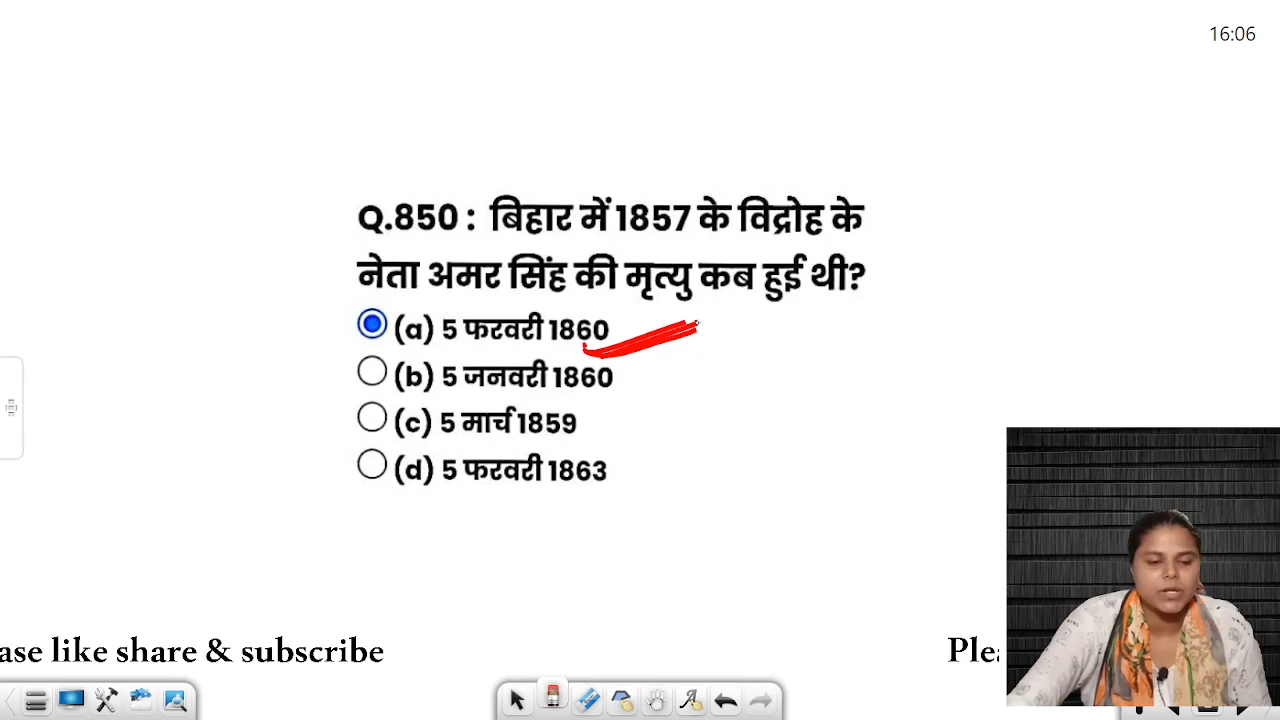 16:06
Q.850 : बिहार में 1857 के विद्रोह के
नेता अमर सिंह की मृत्यु कब हुई थी?
(a) 5 फरवरी 1860
(b) 5 जनवरी 1860
(c) 5 मार्च 1859
(d) 5 फरवरी 1863
ase like share & subscribe
Plea